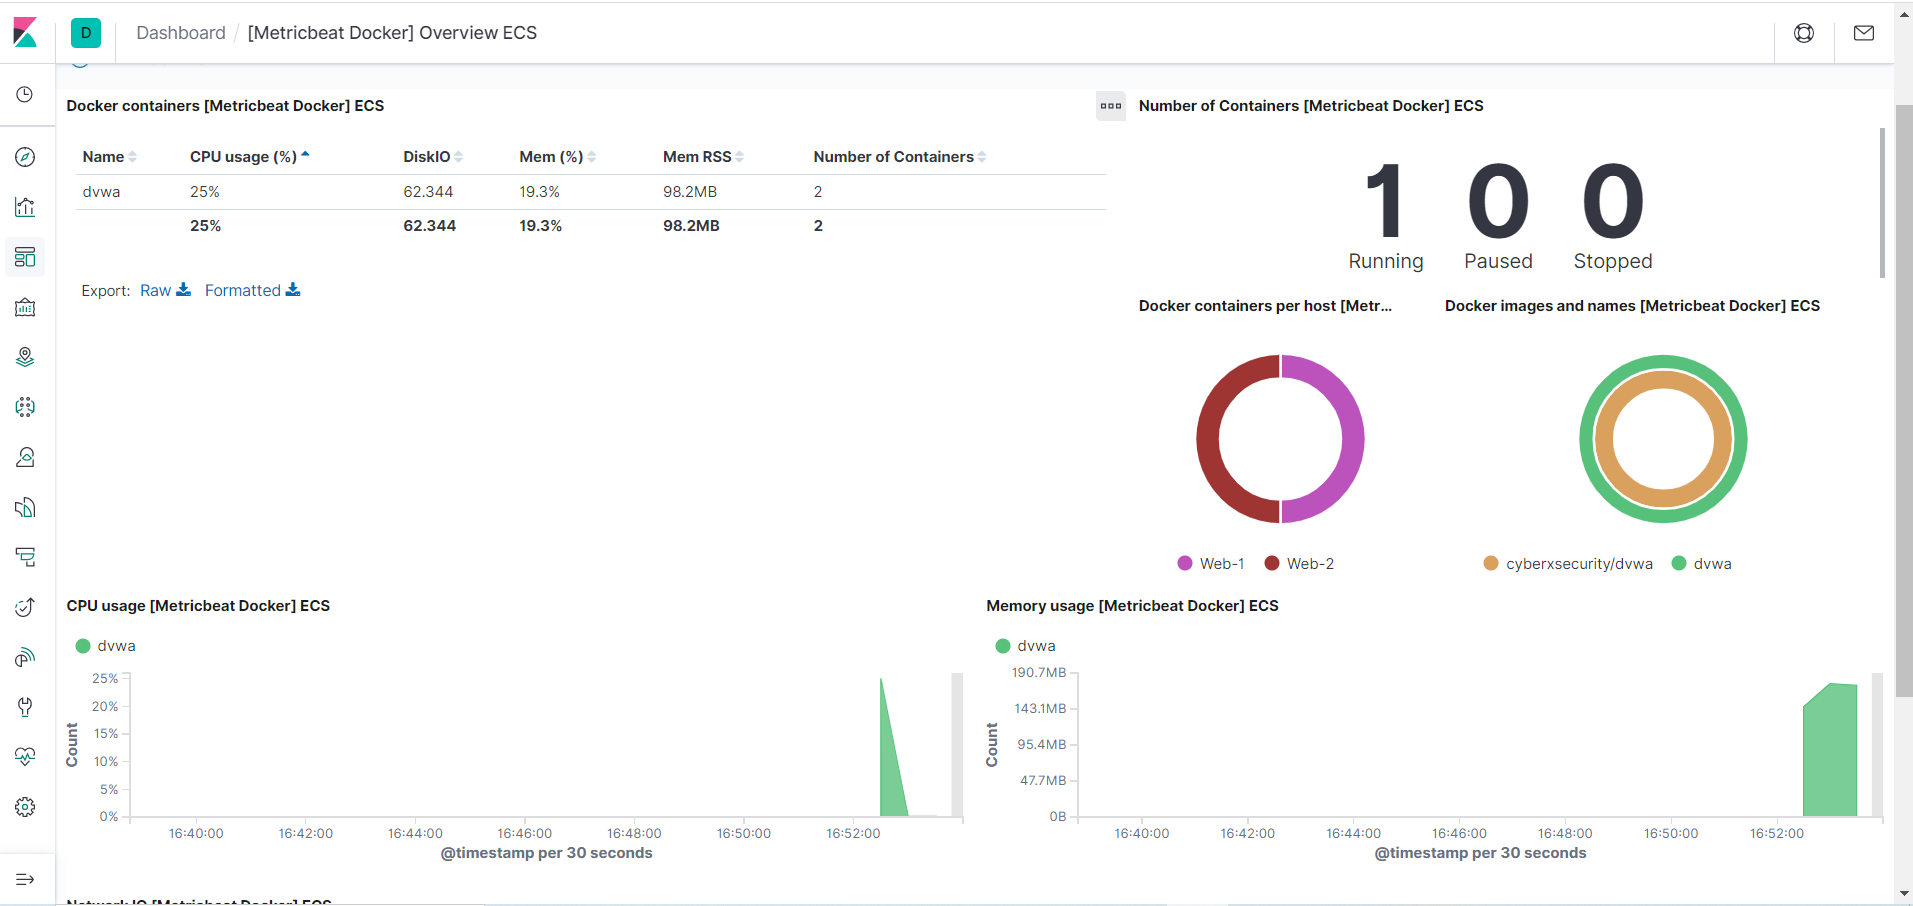 D Dashboard / [Metricbeat Docker] Overview ECS
Docker containers [Metricbeat Docker] ECS
Name CPU usage (%) DiskIO Mem (%) Mem RSS Number of Containers
dvwa 25% 62.344 19.3% 98.2MB 2
25% 62.344 19.3% 98.2MB 2
Export: Raw Formatted
Number of Containers [Metricbeat Docker] ECS
1 0 0
Running Paused Stopped
Docker containers per host [Metr...
Web-1 Web-2
Docker images and names [Metricbeat Docker] ECS
cyberxsecurity/dvwa dvwa
CPU usage [Metricbeat Docker] ECS
dvwa
25%
20%
15%
10%
5%
0%
Count
16:40:00 16:42:00 16:44:00 16:46:00 16:48:00 16:50:00 16:52:00
@timestamp per 30 seconds
Memory usage [Metricbeat Docker] ECS
dvwa
190.7MB
143.1MB
95.4MB
47.7MB
0B
Count
16:40:00 16:42:00 16:44:00 16:46:00 16:48:00 16:50:00 16:52:00
@timestamp per 30 seconds
Network IO [Metricbeat Docker] ECS